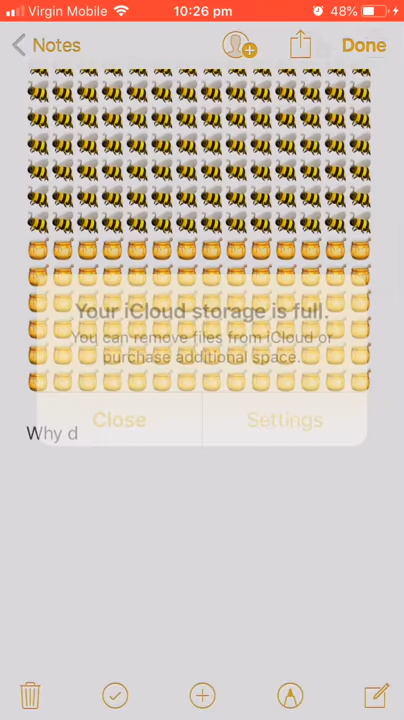 Virgin Mobile 10:26 pm 48%
Notes Done
Your iCloud storage is full.
You can remove files from iCloud or
purchase additional space.
Close Settings
Why d